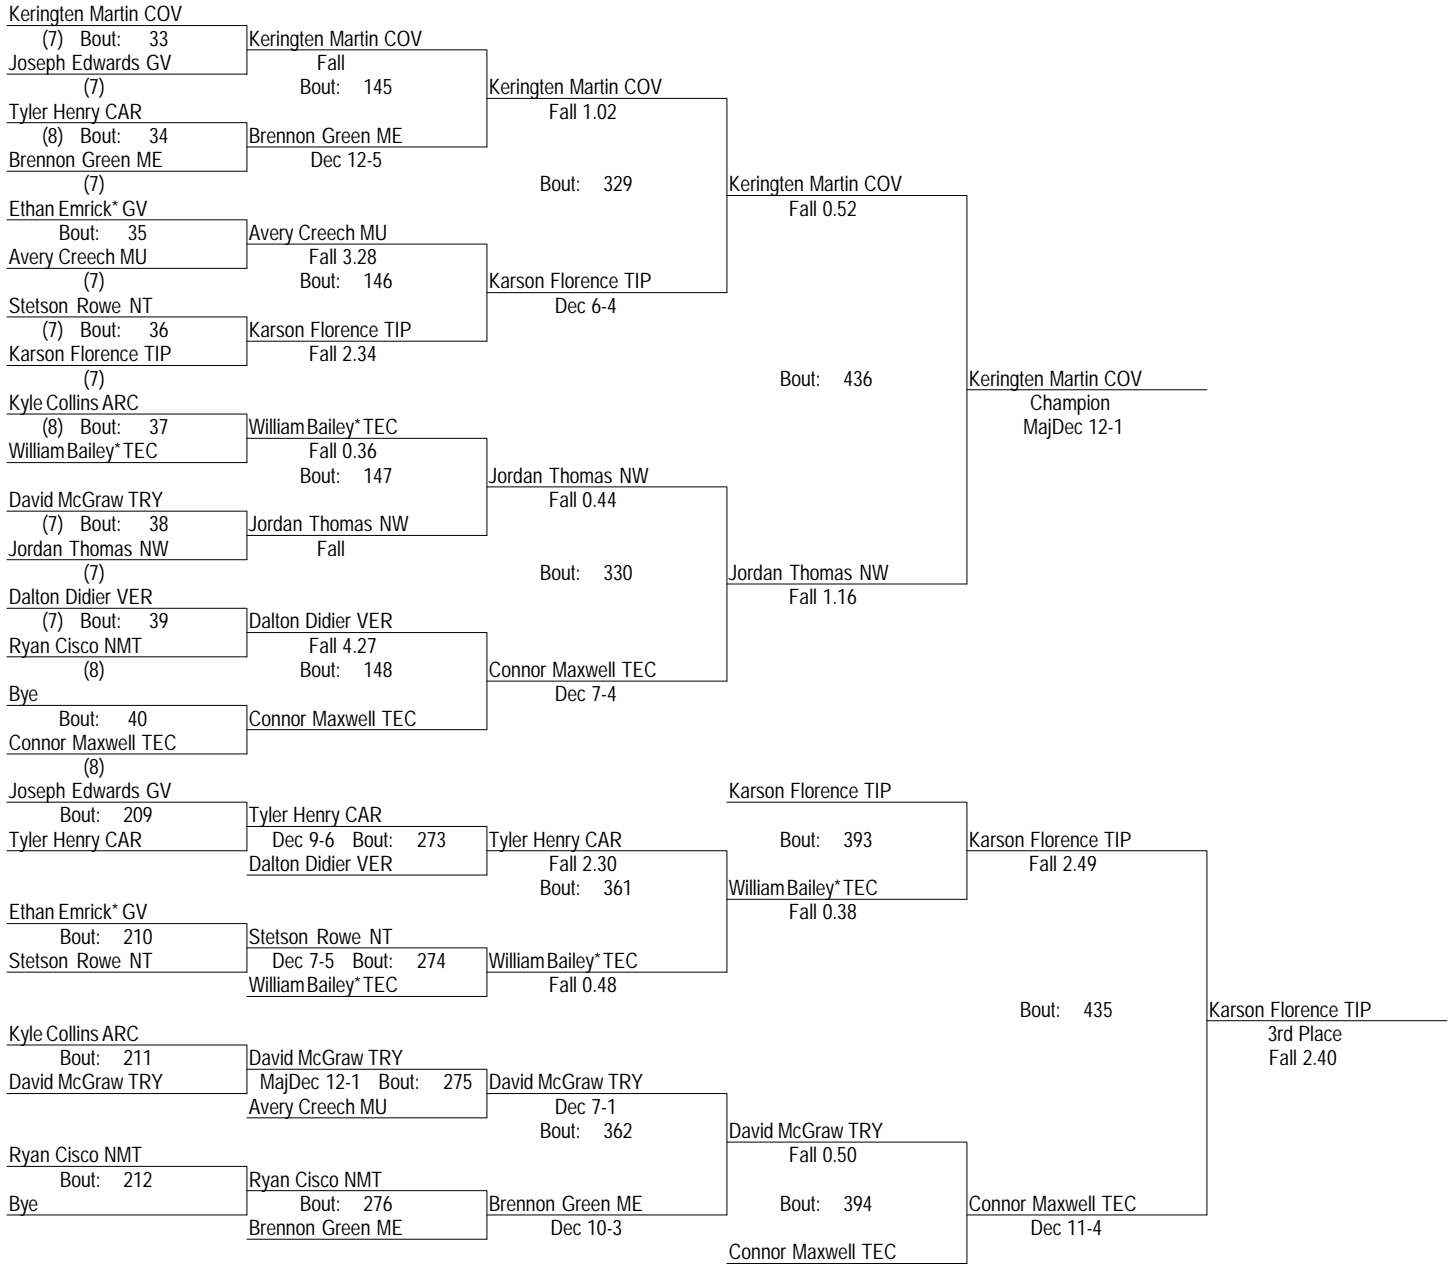 Keringten Martin COV
(7) Bout: 33 Keringten Martin COV
Joseph Edwards GV Fall
(7) Bout: 145 Keringten Martin COV
Tyler Henry CAR Fall 1.02
(8) Bout: 34 Brennon Green ME
Brennon Green ME Dec 12-5
(7) Bout: 329 Keringten Martin COV
Ethan Emrick* GV Fall 0.52
Bout: 35 Avery Creech MU
Avery Creech MU Fall 3.28
(7) Bout: 146 Karson Florence TIP
Stetson Rowe NT Dec 6-4
(7) Bout: 36 Karson Florence TIP
Karson Florence TIP Fall 2.34
(7) Bout: 436 Keringten Martin COV
Kyle Collins ARC Champion
(8) Bout: 37 William Bailey* TEC MajDec 12-1
William Bailey* TEC Fall 0.36
Bout: 147 Jordan Thomas NW
David McGraw TRY Fall 0.44
(7) Bout: 38 Jordan Thomas NW
Jordan Thomas NW Fall
(7) Bout: 330 Jordan Thomas NW
Dalton Didier VER Fall 1.16
(7) Bout: 39 Dalton Didier VER
Ryan Cisco NMT Fall 4.27
(8) Bout: 148 Connor Maxwell TEC
Bye Dec 7-4
Bout: 40 Connor Maxwell TEC
Connor Maxwell TEC
(8)
Joseph Edwards GV Karson Florence TIP
Bout: 209 Tyler Henry CAR
Tyler Henry CAR Dec 9-6 Bout: 273 Tyler Henry CAR Bout: 393 Karson Florence TIP
Dalton Didier VER Fall 2.30 Fall 2.49
Bout: 361 William Bailey* TEC
Ethan Emrick* GV Fall 0.38
Bout: 210 Stetson Rowe NT
Stetson Rowe NT Dec 7-5 Bout: 274 William Bailey* TEC
William Bailey* TEC Fall 0.48
Bout: 435 Karson Florence TIP
Kyle Collins ARC 3rd Place
Bout: 211 David McGraw TRY Fall 2.40
David McGraw TRY MajDec 12-1 Bout: 275 David McGraw TRY
Avery Creech MU Dec 7-1
Bout: 362 David McGraw TRY
Ryan Cisco NMT Fall 0.50
Bout: 212 Ryan Cisco NMT
Bye Bout: 276 Brennon Green ME Bout: 394 Connor Maxwell TEC
Brennon Green ME Dec 10-3 Dec 11-4
Connor Maxwell TEC